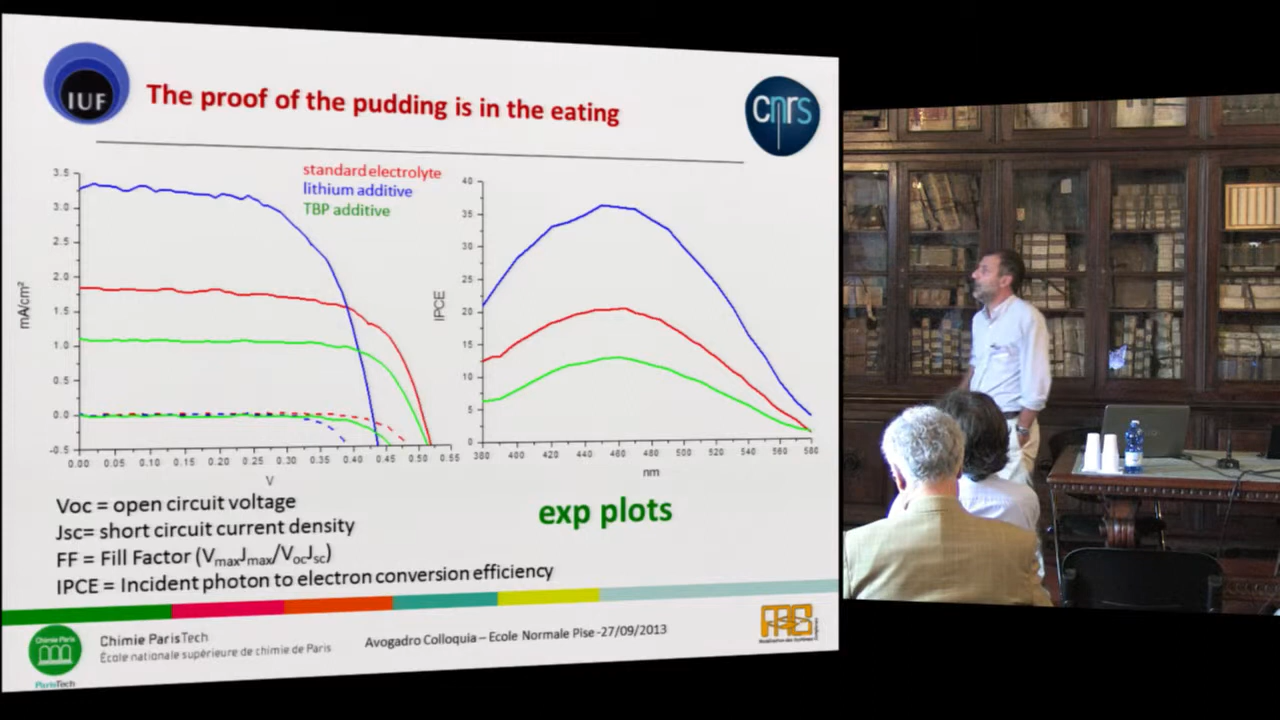 IUF
The proof of the pudding is in the eating
cnrs
standard electrolyte
lithium additive
TBP additive
3.5
3.0
2.5
2.0
1.5
1.0
0.5
0.0
-0.5
mA/cm²
0.00 0.05 0.10 0.15 0.20 0.25 0.30 0.35 0.40 0.45 0.50 0.55
V
40
35
30
25
20
15
10
5
0
IPCE
380 400 420 440 460 480 500 520 540 560 580
nm
exp plots
Voc = open circuit voltage
Jsc= short circuit current density
FF = Fill Factor (VmaxJmax/VocJsc)
IPCE = Incident photon to electron conversion efficiency
Chimie Paris
ParisTech
Chimie ParisTech
École nationale supérieure de chimie de Paris
Avogadro Colloquia – Ecole Normale Pise -27/09/2013